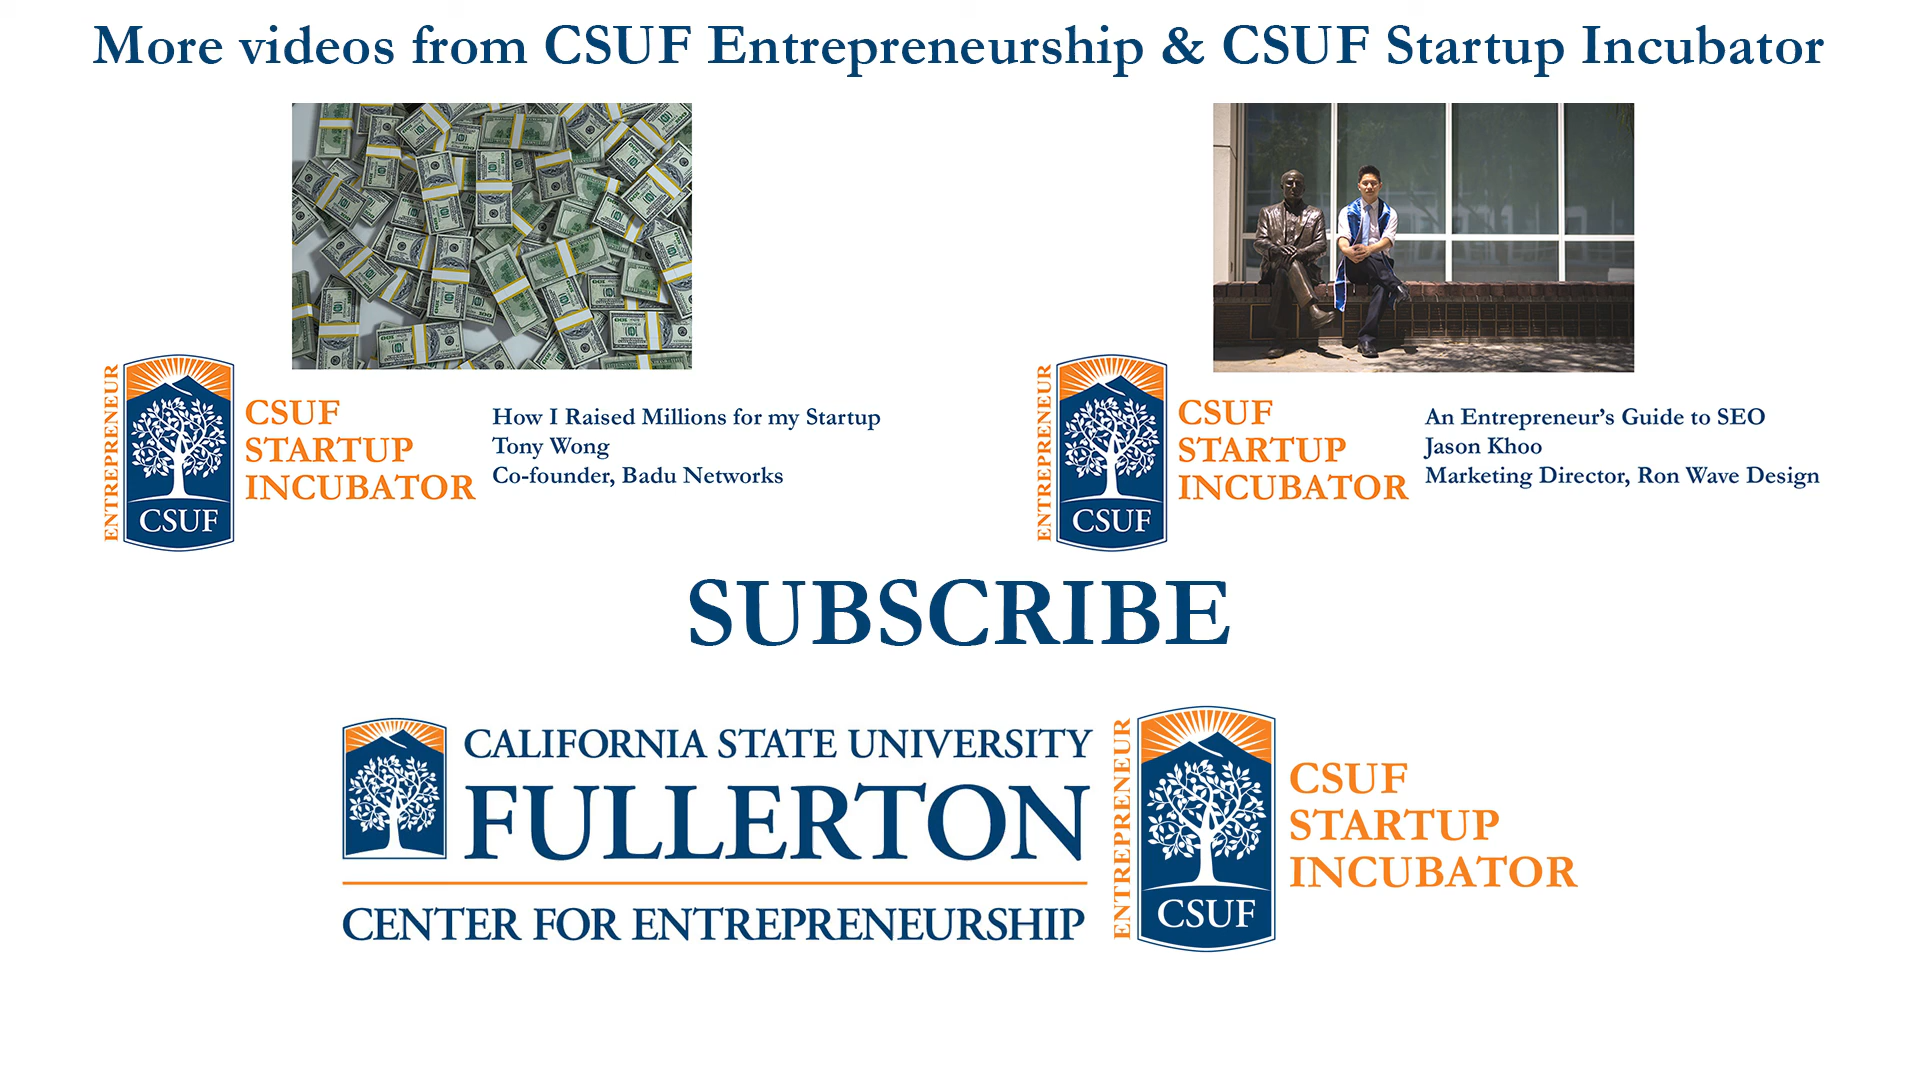 More videos from CSUF Entrepreneurship & CSUF Startup Incubator
ENTREPRENEUR
CSUF
CSUF
STARTUP
INCUBATOR
How I Raised Millions for my Startup
Tony Wong
Co-founder, Badu Networks
ENTREPRENEUR
CSUF
CSUF
STARTUP
INCUBATOR
An Entrepreneur’s Guide to SEO
Jason Khoo
Marketing Director, Ron Wave Design
SUBSCRIBE
CALIFORNIA STATE UNIVERSITY
FULLERTON
CENTER FOR ENTREPRENEURSHIP
ENTREPRENEUR
CSUF
CSUF
STARTUP
INCUBATOR